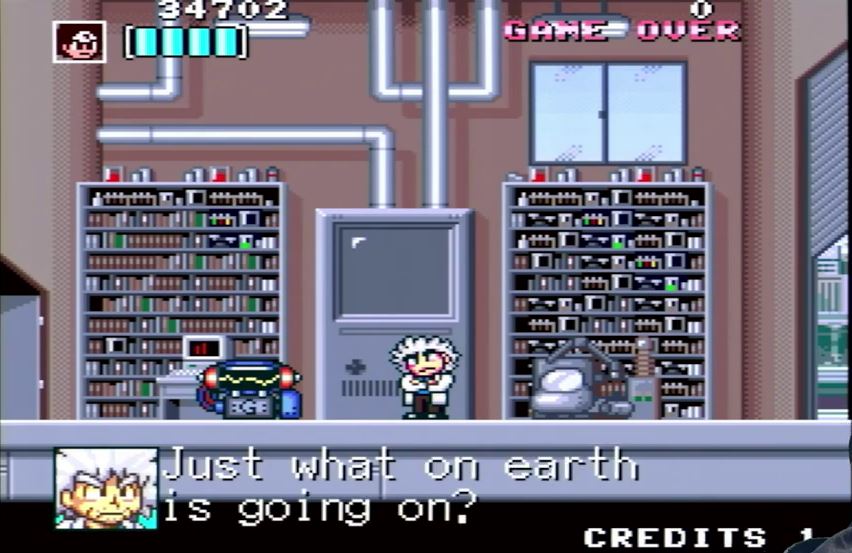 34702
0
GAME OVER
Just what on earth
is going on?
CREDITS 1